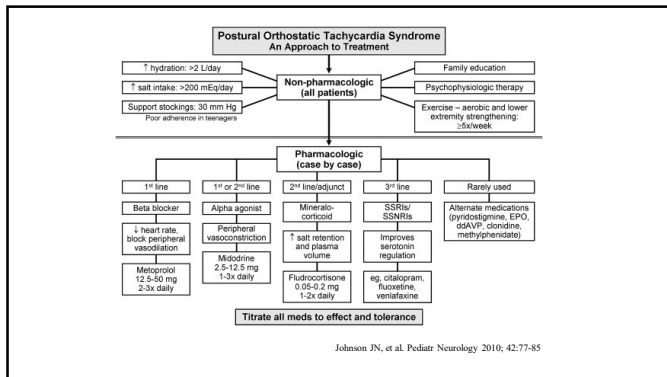 Postural Orthostatic Tachycardia Syndrome
An Approach to Treatment
↑ hydration: >2 L/day
↑ salt intake: >200 mEq/day
Support stockings: 30 mm Hg
Poor adherence in teenagers
Non-pharmacologic
(all patients)
Family education
Psychophysiologic therapy
Exercise – aerobic and lower
extremity strengthening:
≥5x/week
Pharmacologic
(case by case)
1st line
Beta blocker
↓ heart rate,
block peripheral
vasodilation
Metoprolol
12.5-50 mg
2-3x daily
1st or 2nd line
Alpha agonist
Peripheral
vasoconstriction
Midodrine
2.5-12.5 mg
1-3x daily
2nd line/adjunct
Mineralo-
corticoid
↑ salt retention
and plasma
volume
Fludrocortisone
0.05-0.2 mg
1-2x daily
3rd line
SSRIs/
SSNRIs
Improves
serotonin
regulation
eg, citalopram,
fluoxetine,
venlafaxine
Rarely used
Alternate medications
(pyridostigmine, EPO,
ddAVP, clonidine,
methylphenidate)
Titrate all meds to effect and tolerance
Johnson JN, et al. Pediatr Neurology 2010; 42:77-85